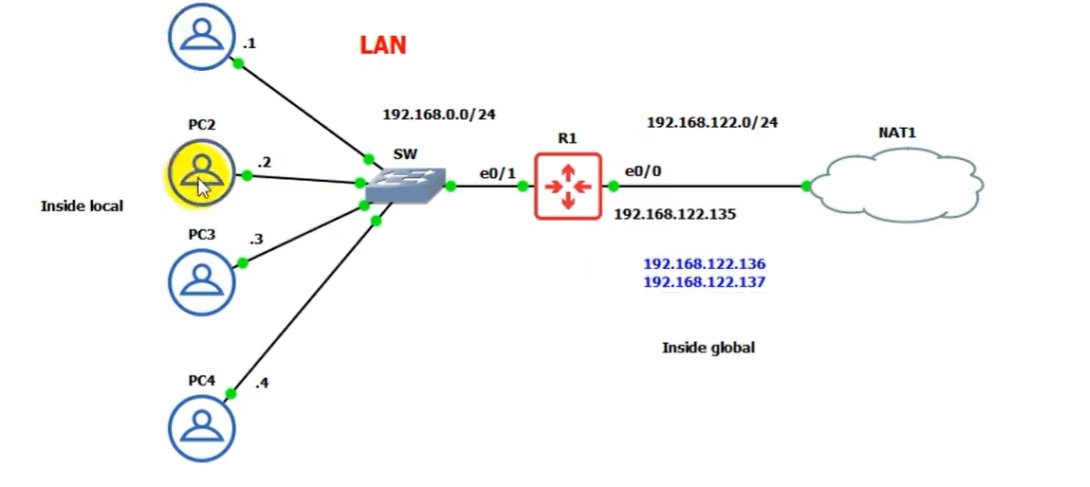 .1
LAN
192.168.0.0/24
192.168.122.0/24
PC2
R1
NAT1
SW
.2
e0/1
e0/0
Inside local
192.168.122.135
PC3
.3
192.168.122.136
192.168.122.137
Inside global
PC4
.4